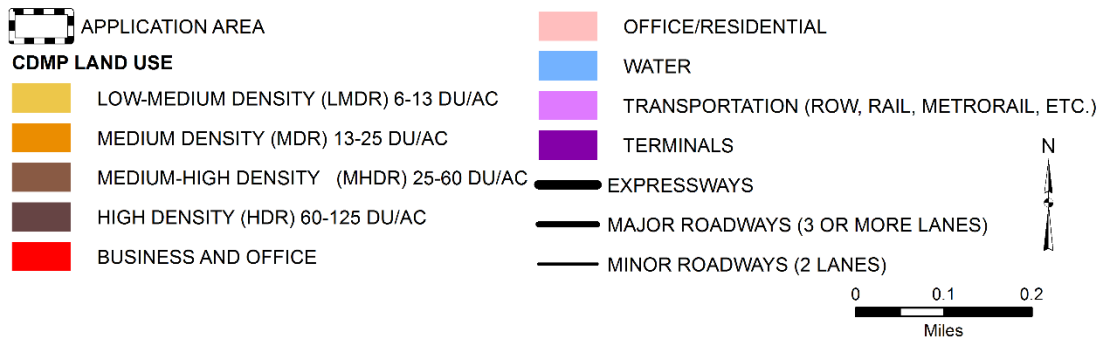 APPLICATION AREA
CDMP LAND USE
LOW-MEDIUM DENSITY (LMDR) 6-13 DU/AC
MEDIUM DENSITY (MDR) 13-25 DU/AC
MEDIUM-HIGH DENSITY (MHDR) 25-60 DU/AC
HIGH DENSITY (HDR) 60-125 DU/AC
BUSINESS AND OFFICE
OFFICE/RESIDENTIAL
WATER
TRANSPORTATION (ROW, RAIL, METRORAIL, ETC.)
TERMINALS
EXPRESSWAYS
MAJOR ROADWAYS (3 OR MORE LANES)
MINOR ROADWAYS (2 LANES)
N
0 0.1 0.2
Miles